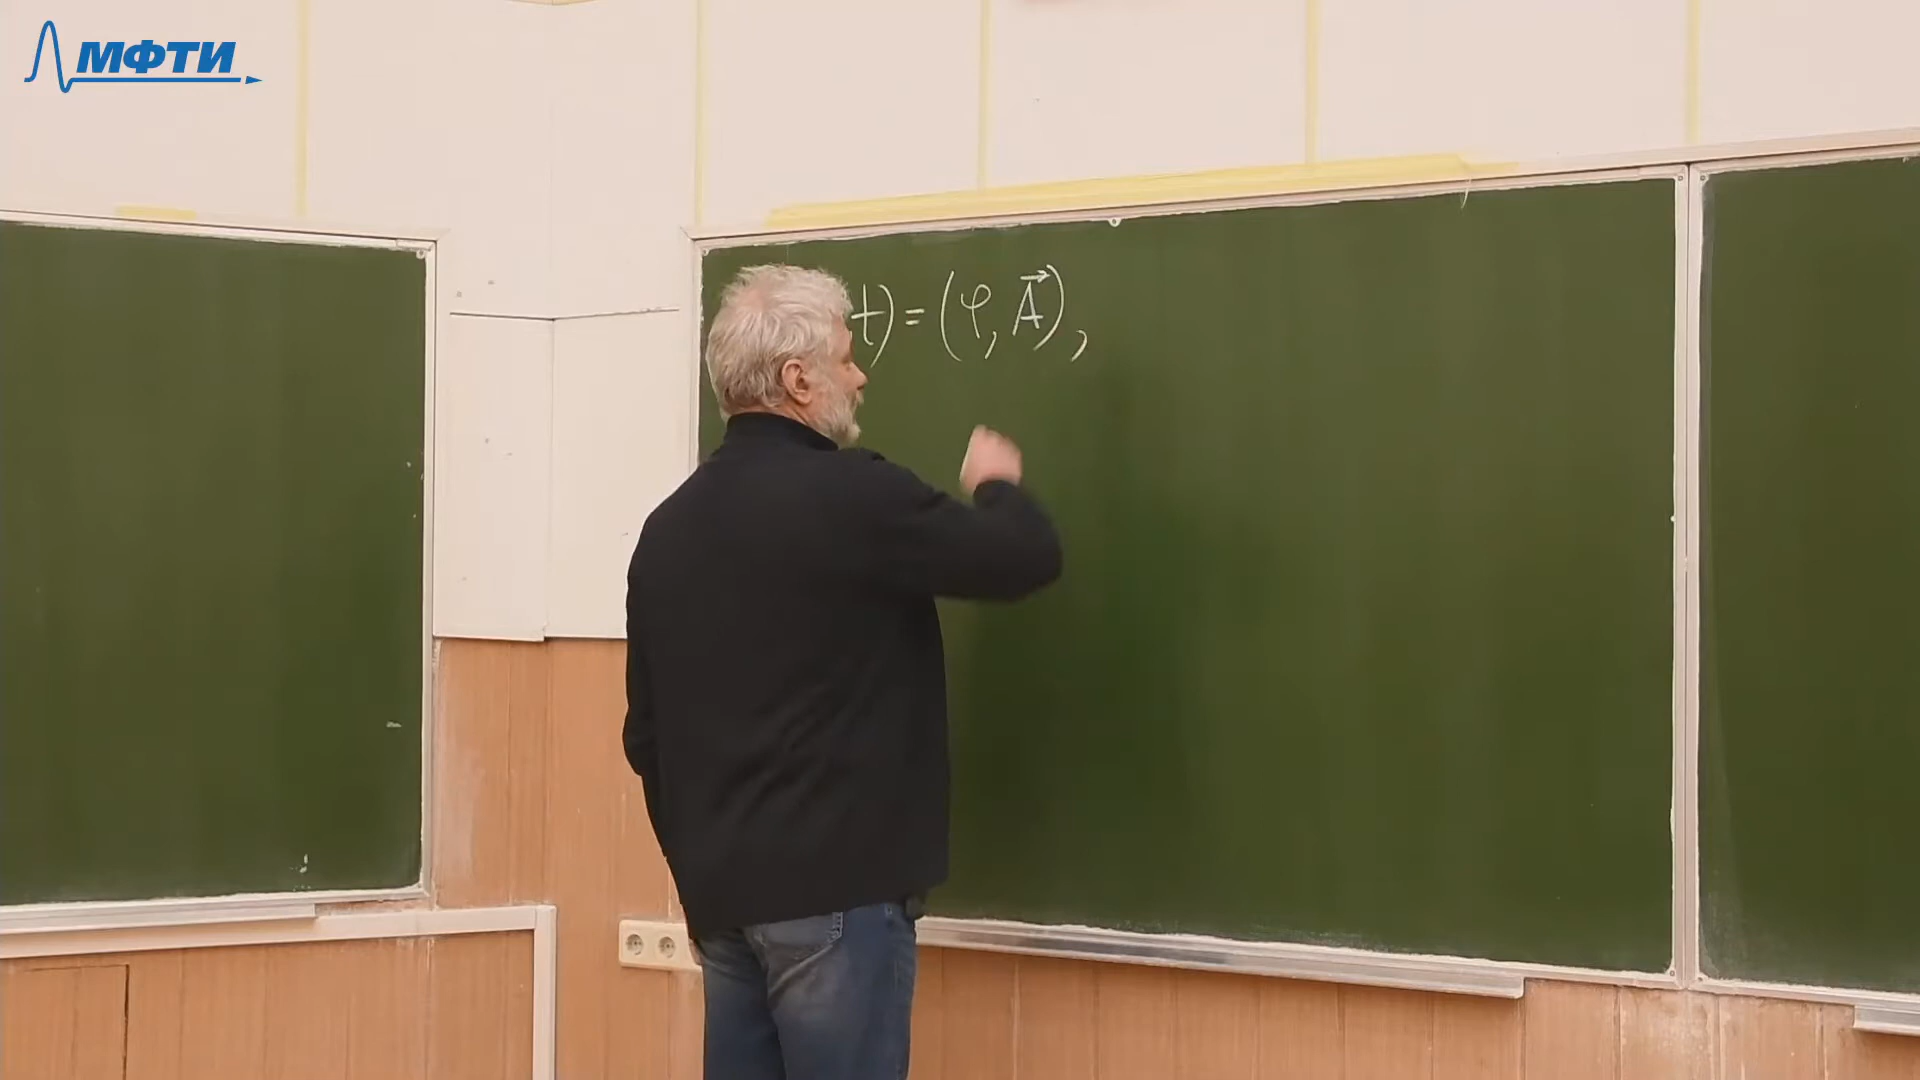 МФТИ
t) = (φ, A⃗),